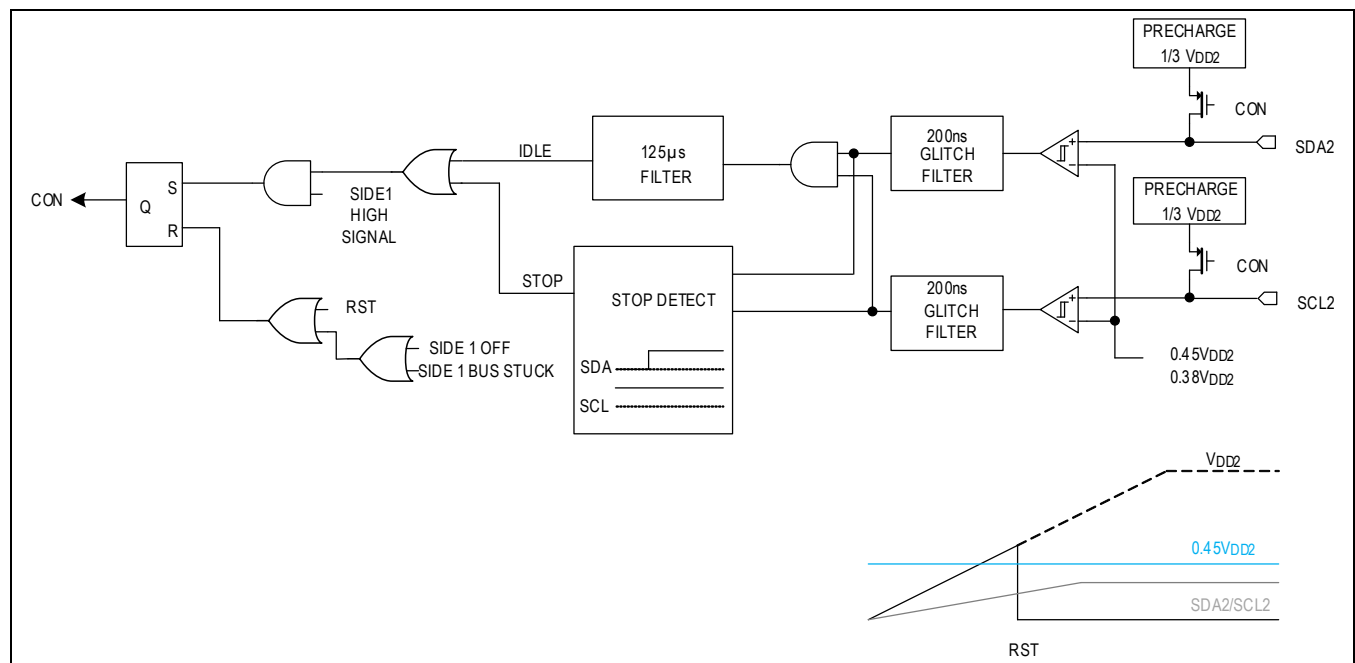 PRECHARGE
1/3 VDD2
CON
SDA2
200ns
GLITCH
FILTER
125µs
FILTER
IDLE
SIDE1
HIGH
SIGNAL
S
Q
R
CON
PRECHARGE
1/3 VDD2
CON
SCL2
200ns
GLITCH
FILTER
STOP
STOP DETECT
SDA
SCL
RST
SIDE 1 OFF
SIDE 1 BUS STUCK
0.45VDD2
0.38VDD2
VDD2
0.45VDD2
SDA2/SCL2
RST
+
−
+
−